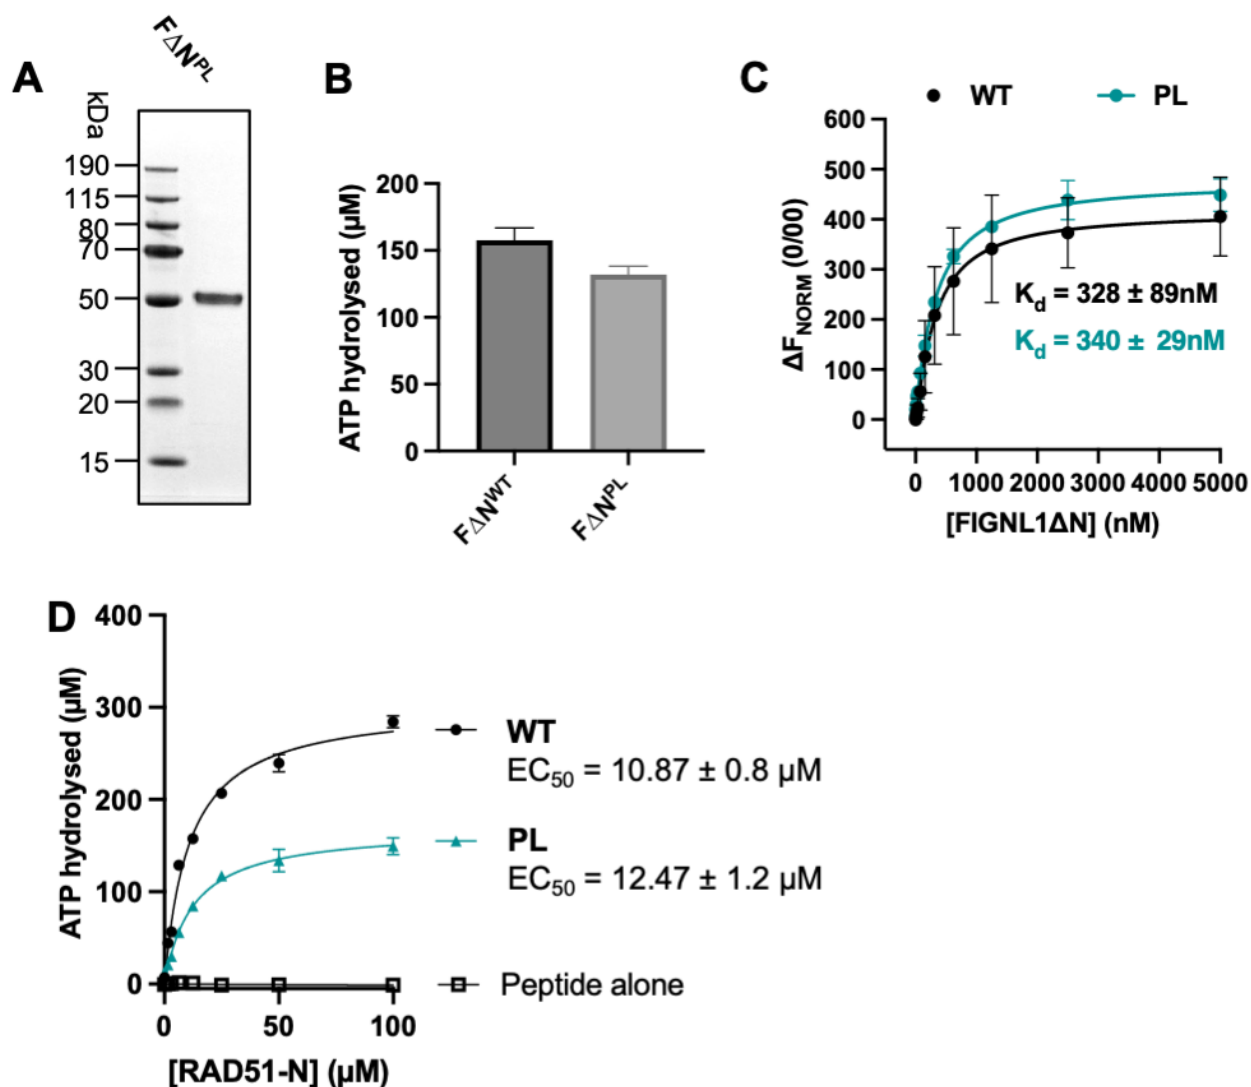 A
FΔN^PL
kDa
190
115
80
70
50
30
20
15
B
ATP hydrolysed (µM)
200
150
100
50
0
FΔN^WT
FΔN^PL
C
WT
PL
ΔF_NORM (0/00)
600
500
400
300
200
100
0
K_d = 328 ± 89nM
K_d = 340 ± 29nM
0 1000 2000 3000 4000 5000
[FIGNL1ΔN] (nM)
D
ATP hydrolysed (µM)
400
300
200
100
0
WT
EC_50 = 10.87 ± 0.8 µM
PL
EC_50 = 12.47 ± 1.2 µM
Peptide alone
0 50 100
[RAD51-N] (µM)